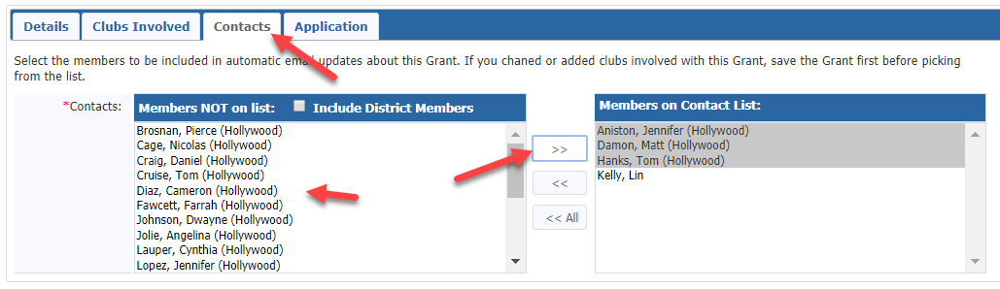 Details
Clubs Involved
Contacts
Application
Select the members to be included in automatic email updates about this Grant. If you chaned or added clubs involved with this Grant, save the Grant first before picking
from the list.
*Contacts:
Members NOT on list:
Include District Members
Brosnan, Pierce (Hollywood)
Cage, Nicolas (Hollywood)
Craig, Daniel (Hollywood)
Cruise, Tom (Hollywood)
Diaz, Cameron (Hollywood)
Fawcett, Farrah (Hollywood)
Johnson, Dwayne (Hollywood)
Jolie, Angelina (Hollywood)
Lauper, Cynthia (Hollywood)
Lopez, Jennifer (Hollywood)
>>
<<
<< All
Members on Contact List:
Aniston, Jennifer (Hollywood)
Damon, Matt (Hollywood)
Hanks, Tom (Hollywood)
Kelly, Lin